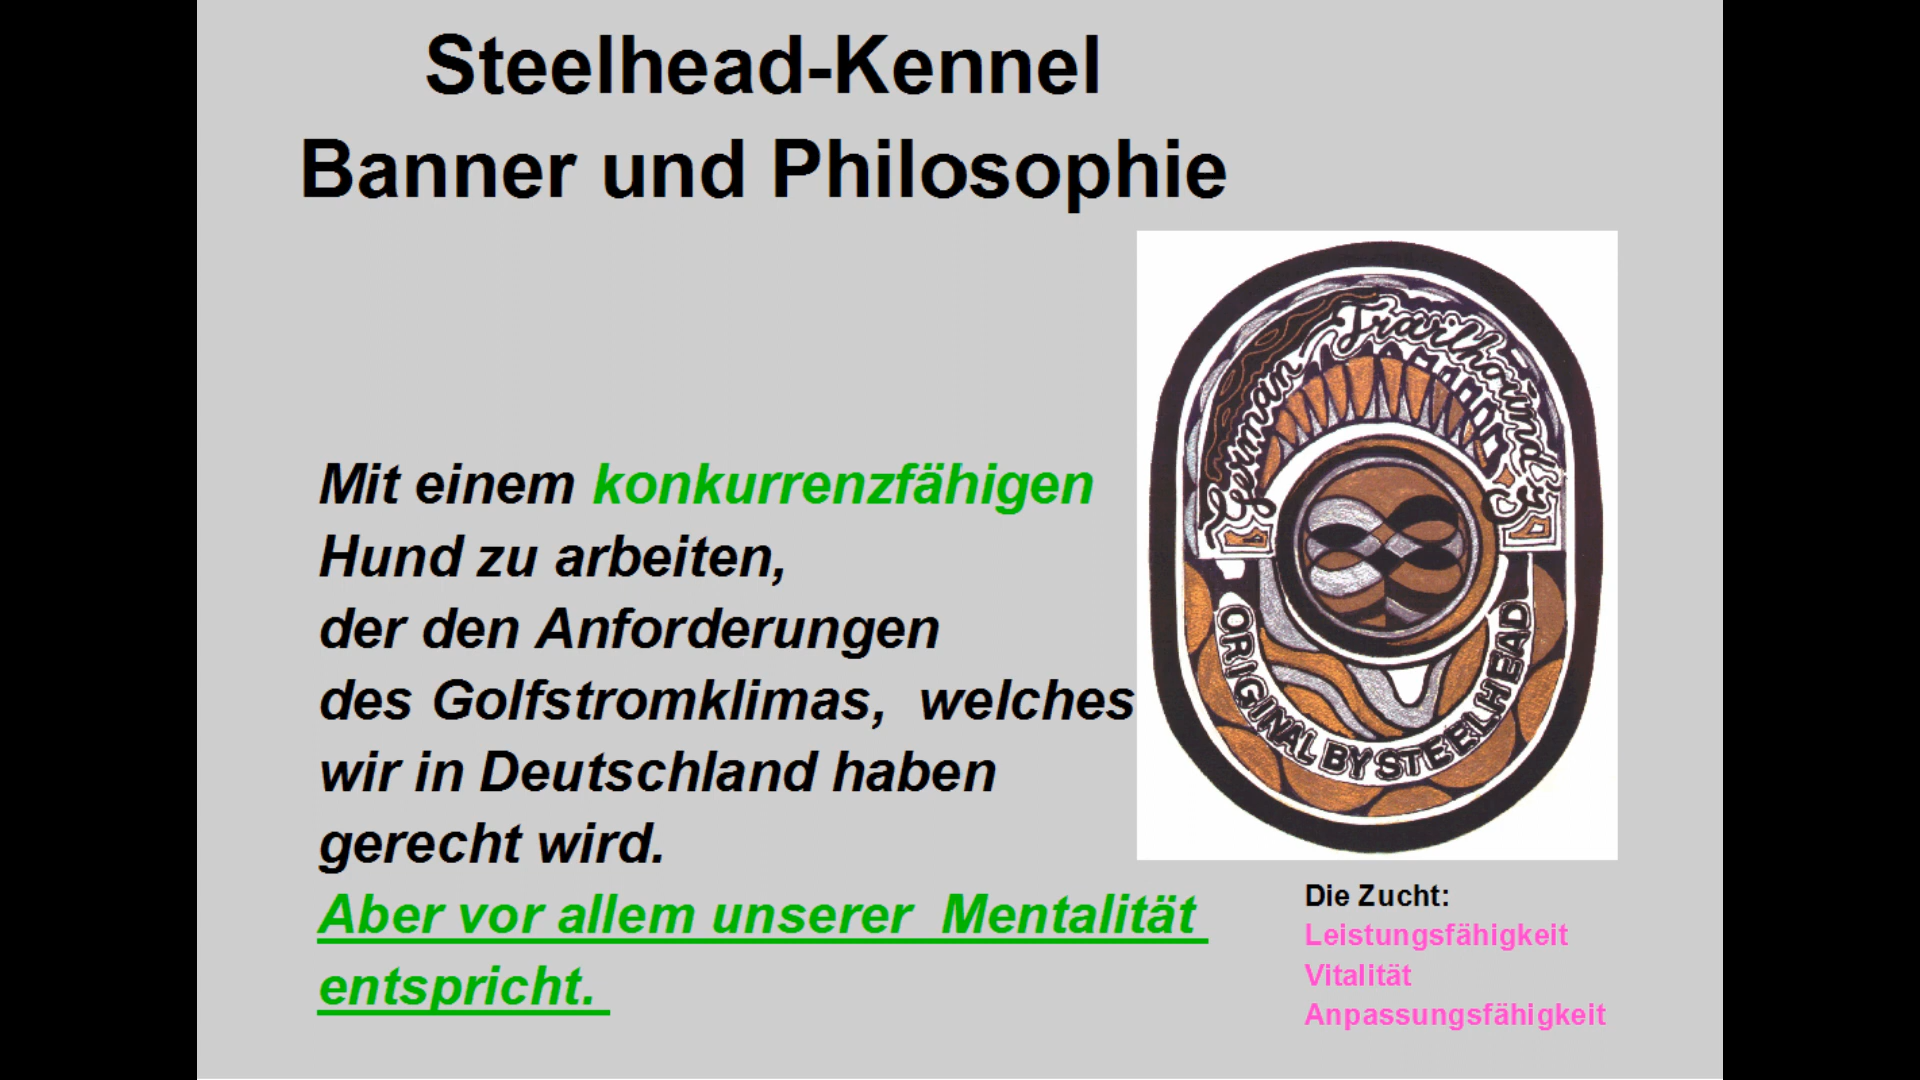 Steelhead-Kennel
Banner und Philosophie
Mit einem konkurrenzfähigen
Hund zu arbeiten,
der den Anforderungen
des Golfstromklimas, welches
wir in Deutschland haben
gerecht wird.
Aber vor allem unserer Mentalität
entspricht.
German Trailhound
ORIGINAL BY STEELHEAD
Die Zucht:
Leistungsfähigkeit
Vitalität
Anpassungsfähigkeit